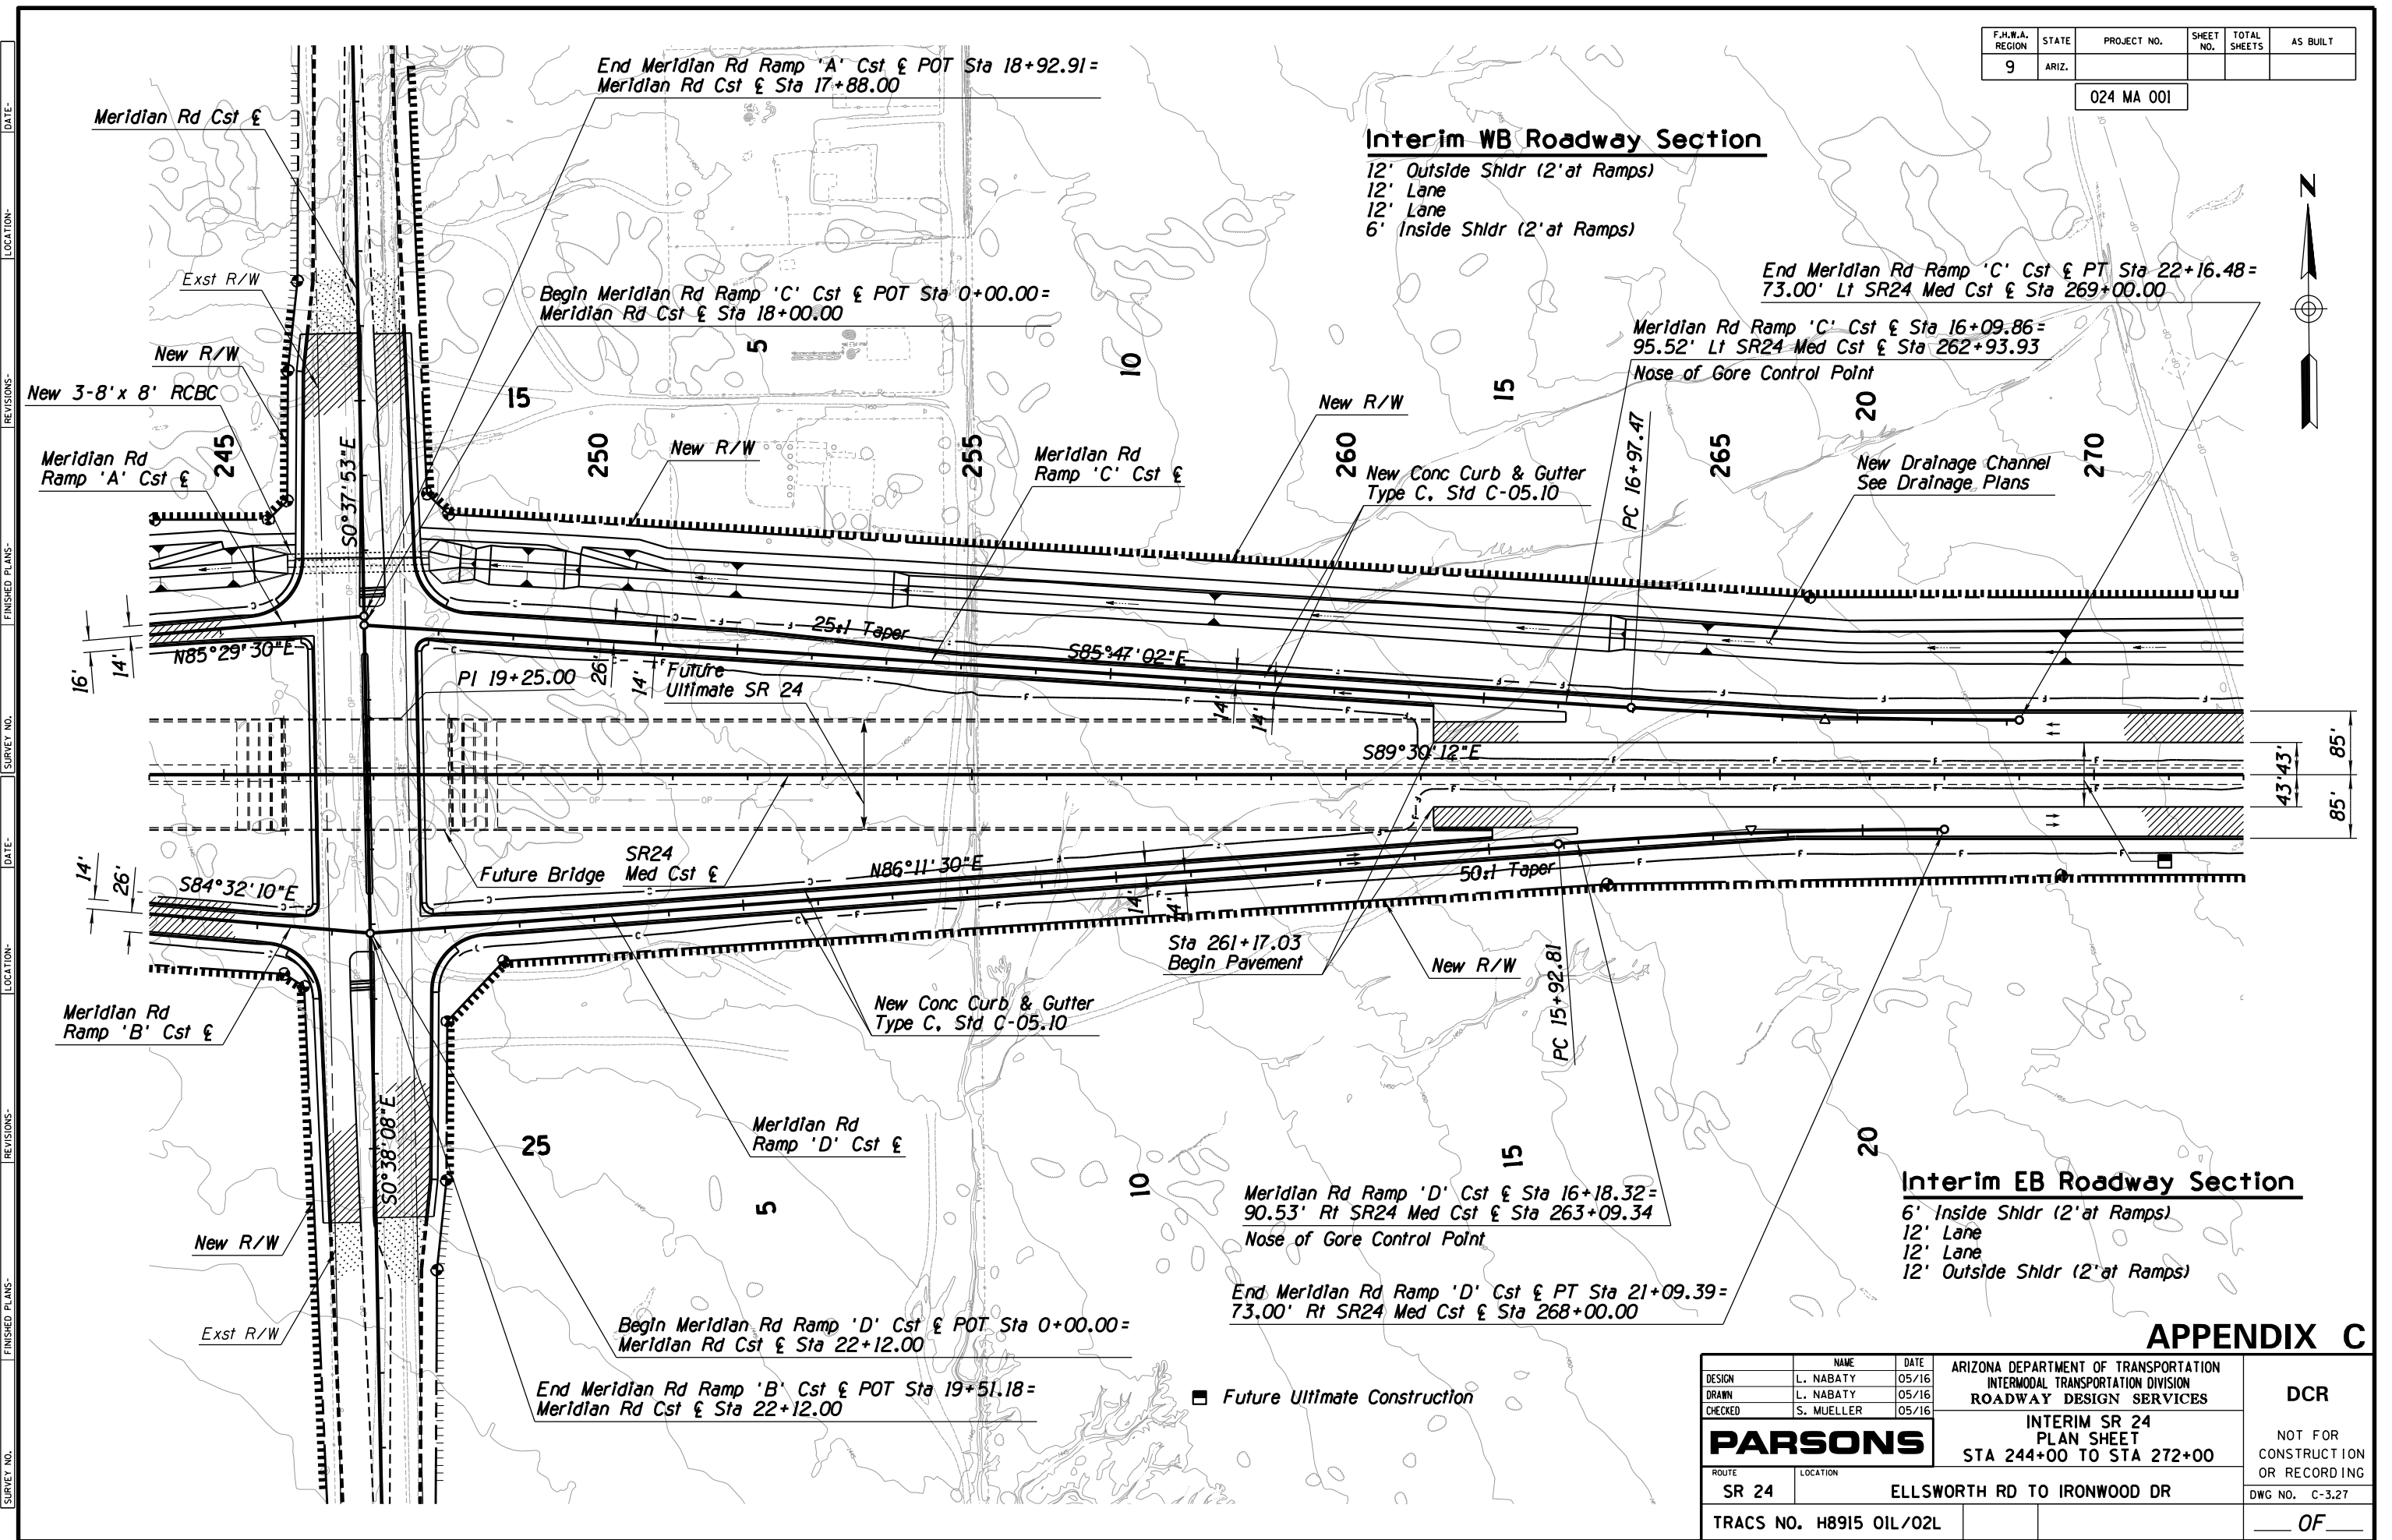 F.H.W.A. REGION
STATE
PROJECT NO.
SHEET NO.
TOTAL SHEETS
AS BUILT
9
ARIZ.
024 MA 001
End Meridian Rd Ramp 'A' Cst ℄ POT Sta 18+92.91=
Meridian Rd Cst ℄ Sta 17+88.00
Meridian Rd Cst ℄
Interim WB Roadway Section
12' Outside Shldr (2'at Ramps)
12' Lane
12' Lane
6' Inside Shldr (2'at Ramps)
N
Exst R/W
Begin Meridian Rd Ramp 'C' Cst ℄ POT Sta 0+00.00=
Meridian Rd Cst ℄ Sta 18+00.00
End Meridian Rd Ramp 'C' Cst ℄ PT Sta 22+16.48=
73.00' Lt SR24 Med Cst ℄ Sta 269+00.00
Meridian Rd Ramp 'C' Cst ℄ Sta 16+09.86=
95.52' Lt SR24 Med Cst ℄ Sta 262+93.93
Nose of Gore Control Point
New R/W
New 3-8'x 8' RCBC
5
10
15
15
20
New R/W
Meridian Rd
Ramp 'A' Cst ℄
245
S0°37'53"E
250
New R/W
255
Meridian Rd
Ramp 'C' Cst ℄
260
New Conc Curb & Gutter
Type C, Std C-05.10
PC 16+97.47
265
New Drainage Channel
See Drainage Plans
270
16'
14'
N85°29'30"E
25:1 Taper
S85°47'02"E
PI 19+25.00
26'
14'
Future
Ultimate SR 24
14'
14'
S89°30'12"E
43'
43'
85'
85'
14'
26'
S84°32'10"E
Future Bridge
SR24
Med Cst ℄
N86°11'30"E
14'
14'
50:1 Taper
Sta 261+17.03
Begin Pavement
New R/W
PC 15+92.81
Meridian Rd
Ramp 'B' Cst ℄
New Conc Curb & Gutter
Type C, Std C-05.10
S0°38'08"E
25
Meridian Rd
Ramp 'D' Cst ℄
5
10
15
20
Meridian Rd Ramp 'D' Cst ℄ Sta 16+18.32=
90.53' Rt SR24 Med Cst ℄ Sta 263+09.34
Nose of Gore Control Point
Interim EB Roadway Section
6' Inside Shldr (2'at Ramps)
12' Lane
12' Lane
12' Outside Shldr (2'at Ramps)
New R/W
Exst R/W
End Meridian Rd Ramp 'D' Cst ℄ PT Sta 21+09.39=
73.00' Rt SR24 Med Cst ℄ Sta 268+00.00
Begin Meridian Rd Ramp 'D' Cst ℄ POT Sta 0+00.00=
Meridian Rd Cst ℄ Sta 22+12.00
End Meridian Rd Ramp 'B' Cst ℄ POT Sta 19+51.18=
Meridian Rd Cst ℄ Sta 22+12.00
Future Ultimate Construction
APPENDIX C
NAME
DATE
DESIGN L. NABATY 05/16
DRAWN L. NABATY 05/16
CHECKED S. MUELLER 05/16
PARSONS
ARIZONA DEPARTMENT OF TRANSPORTATION
INTERMODAL TRANSPORTATION DIVISION
ROADWAY DESIGN SERVICES
INTERIM SR 24
PLAN SHEET
STA 244+00 TO STA 272+00
DCR
NOT FOR
CONSTRUCTION
OR RECORDING
ROUTE
SR 24
LOCATION
ELLSWORTH RD TO IRONWOOD DR
DWG NO. C-3.27
TRACS NO. H8915 01L/02L
OF
DATE-
LOCATION-
REVISIONS-
FINISHED PLANS-
SURVEY NO.
DATE-
LOCATION-
REVISIONS-
FINISHED PLANS-
SURVEY NO.